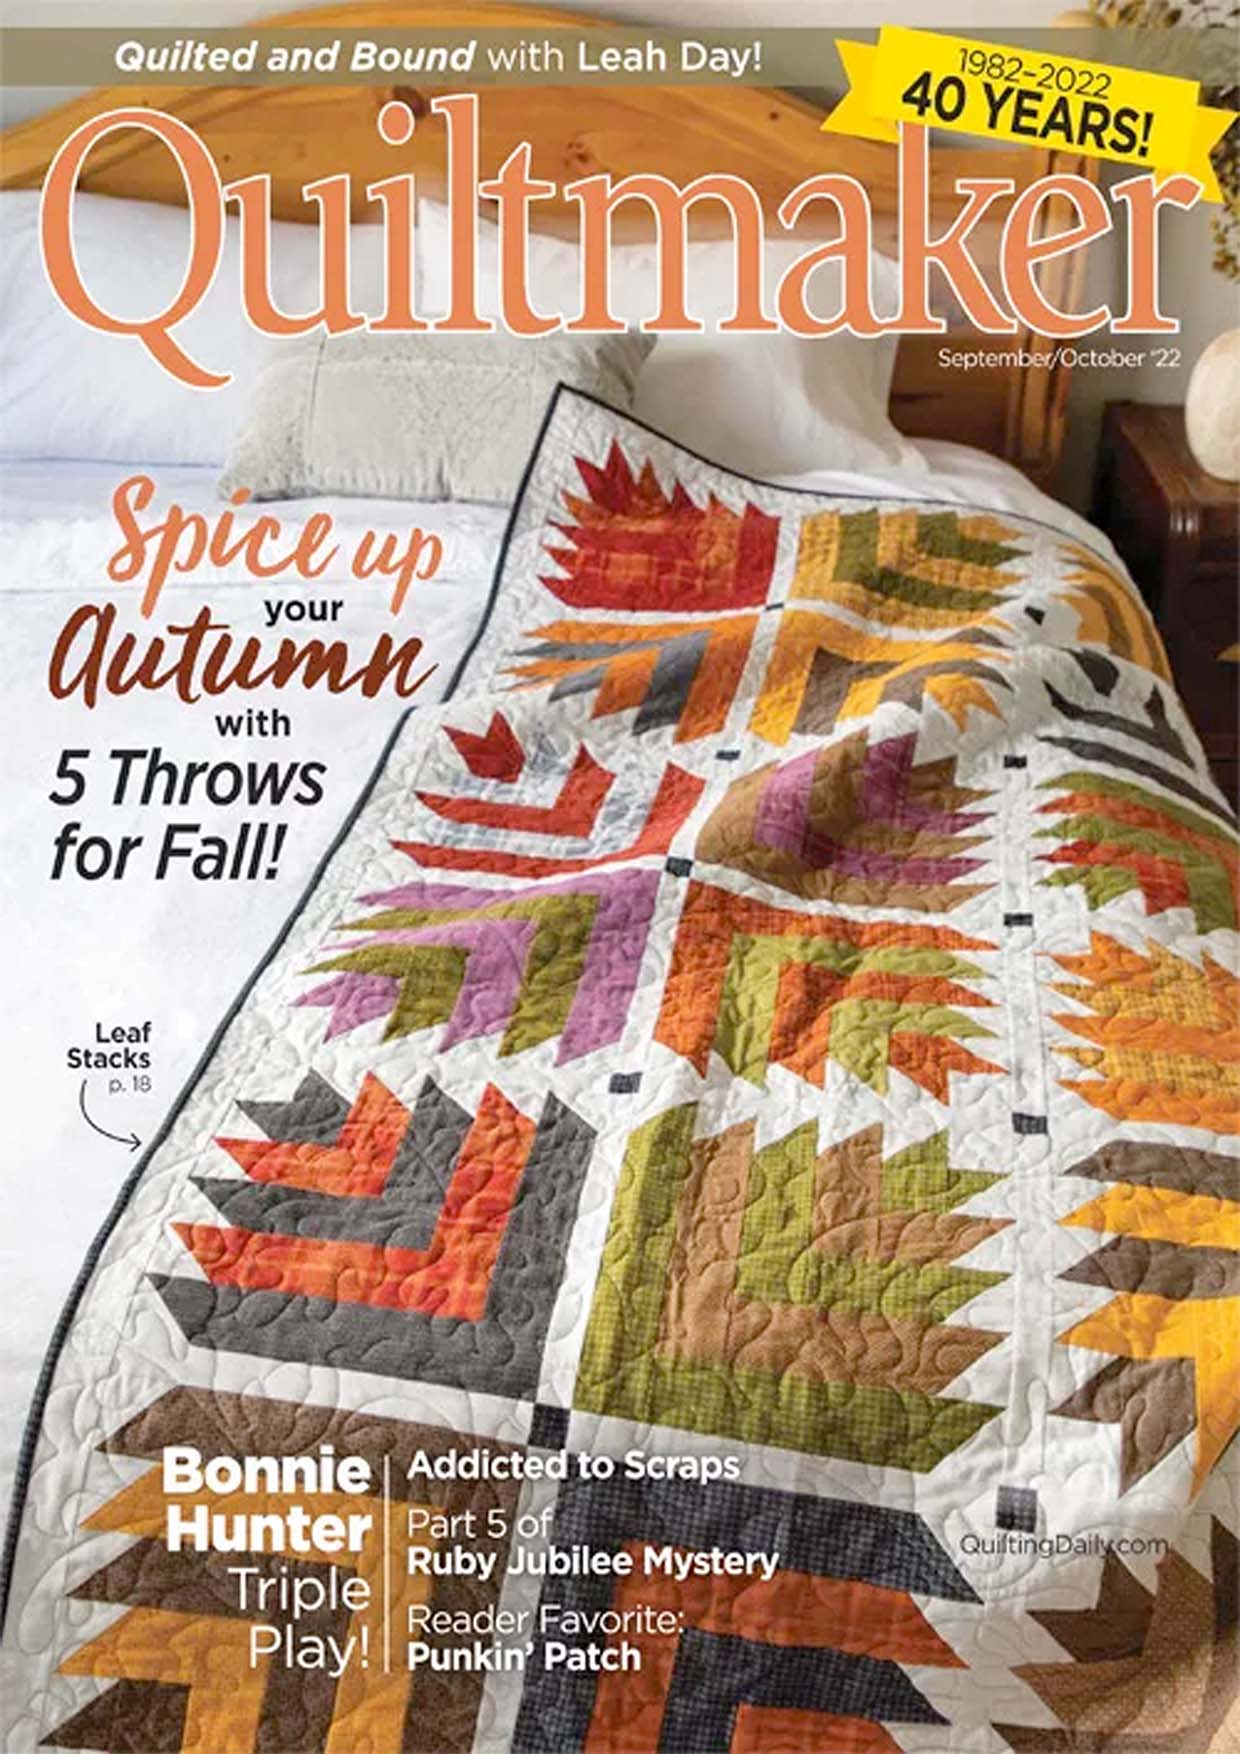 Quilted and Bound with Leah Day!
1982–2022
40 YEARS!
Quiltmaker
September/October '22
Spice up
your
Autumn
with
5 Throws
for Fall!
Leaf
Stacks
p. 18
Bonnie
Hunter
Triple
Play!
Addicted to Scraps
Part 5 of
Ruby Jubilee Mystery
Reader Favorite:
Punkin' Patch
QuiltingDaily.com